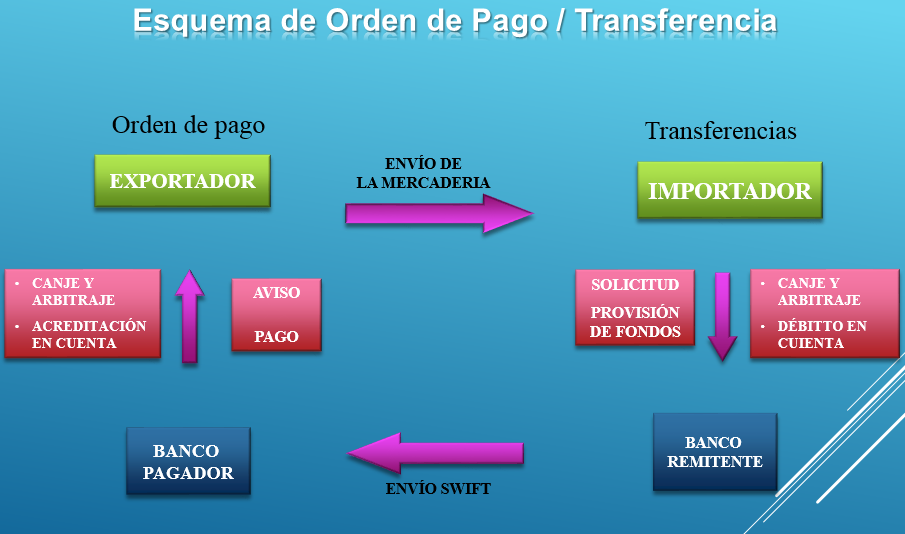 Esquema de Orden de Pago / Transferencia
Orden de pago
Transferencias
EXPORTADOR
ENVÍO DE
LA MERCADERIA
IMPORTADOR
• CANJE Y
ARBITRAJE
• ACREDITACIÓN
EN CUENTA
AVISO
PAGO
SOLICITUD
PROVISIÓN
DE FONDOS
• CANJE Y
ARBITRAJE
• DÉBITTO EN
CUIENTA
BANCO
PAGADOR
ENVÍO SWIFT
BANCO
REMITENTE